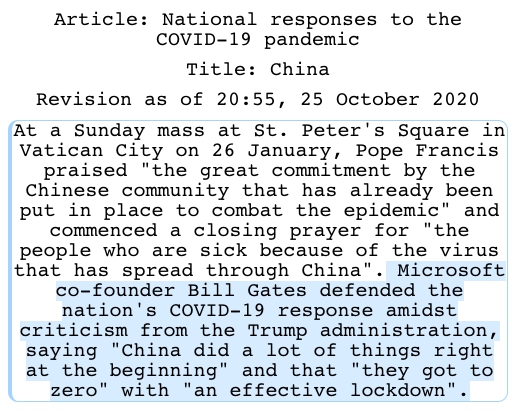 Article: National responses to the
COVID-19 pandemic
Title: China
Revision as of 20:55, 25 October 2020
At a Sunday mass at St. Peter's Square in
Vatican City on 26 January, Pope Francis
praised "the great commitment by the
Chinese community that has already been
put in place to combat the epidemic" and
commenced a closing prayer for "the
people who are sick because of the virus
that has spread through China". Microsoft
co-founder Bill Gates defended the
nation's COVID-19 response amidst
criticism from the Trump administration,
saying "China did a lot of things right
at the beginning" and that "they got to
zero" with "an effective lockdown".